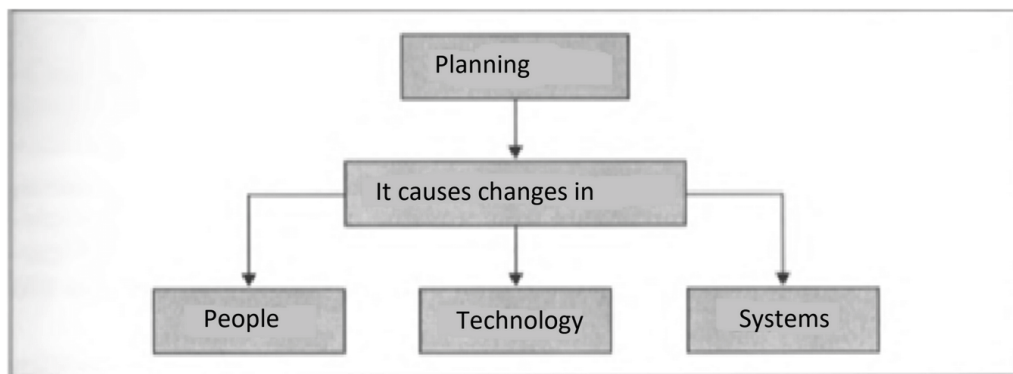 Planning
It causes changes in
People
Technology
Systems